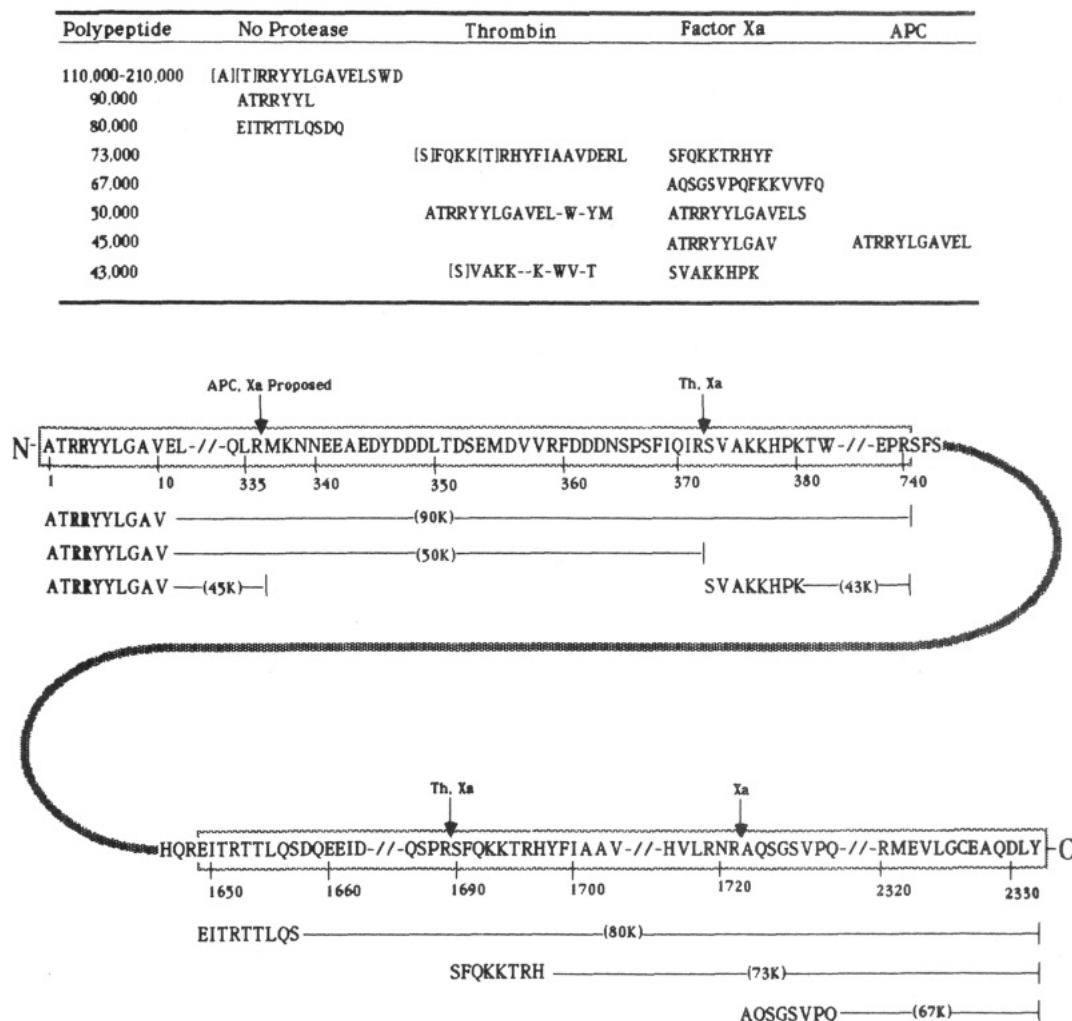 Polypeptide No Protease Thrombin Factor Xa APC
110,000-210,000 [A][T]RRYYLGAVELSWD
90,000 ATRRYYL
80,000 EITRTTLQSDQ
73,000 [S]FQKK[T]RHYFIAAVDERL SFQKKTRHYF
67,000 AQSGSVPQFKKVVFQ
50,000 ATRRYYLGAVEL-W-YM ATRRYYLGAVELS
45,000 ATRRYYLGAV ATRRYLGAVEL
43,000 [S]VAKK--K-WV-T SVAKKHPK
APC, Xa Proposed Th, Xa
N- ATRRYYLGAVEL-//-QLRMKNNEEAEDYDDDLTDSEMDVVRFDDDNSPSFIQIRSVAKKHPKTW-//-EPRSFS
1 10 335 340 350 360 372 380 740
ATRRYYLGAV (90K)
ATRRYYLGAV (50K)
ATRRYYLGAV (45K) SVAKKHPK (43K)
Th, Xa Xa
HQREITRTTLQSDQEEID-//-QSPRSFQKKTRHYFIAAV-//-HVLRNRAQSGSVPQ-//-RMEVLGCEAQDLY -C
1650 1660 1690 1700 1720 2320 2330
EITRTTLQS (80K)
SFQKKTRH (73K)
AQSGSVPQ (67K)